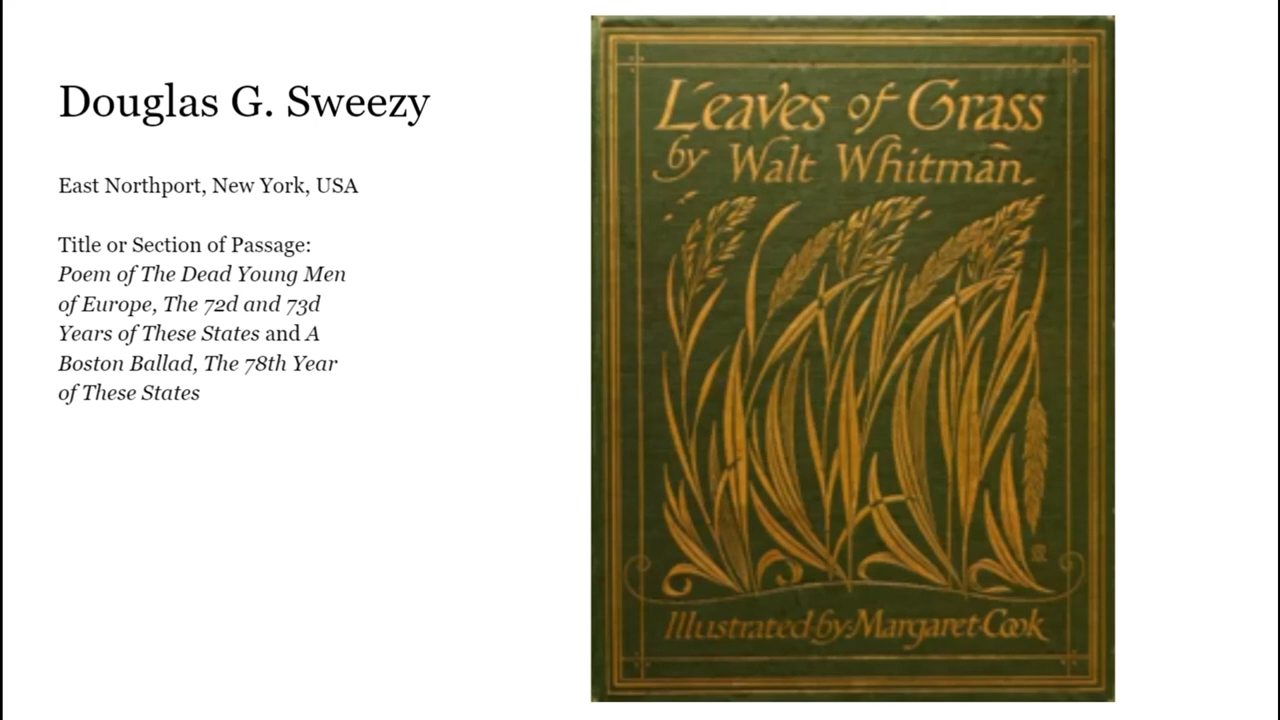 Douglas G. Sweezy
East Northport, New York, USA
Title or Section of Passage:
Poem of The Dead Young Men
of Europe, The 72d and 73d
Years of These States and A
Boston Ballad, The 78th Year
of These States
Leaves of Grass
by Walt Whitman.
Illustrated·by·Margaret·Cook